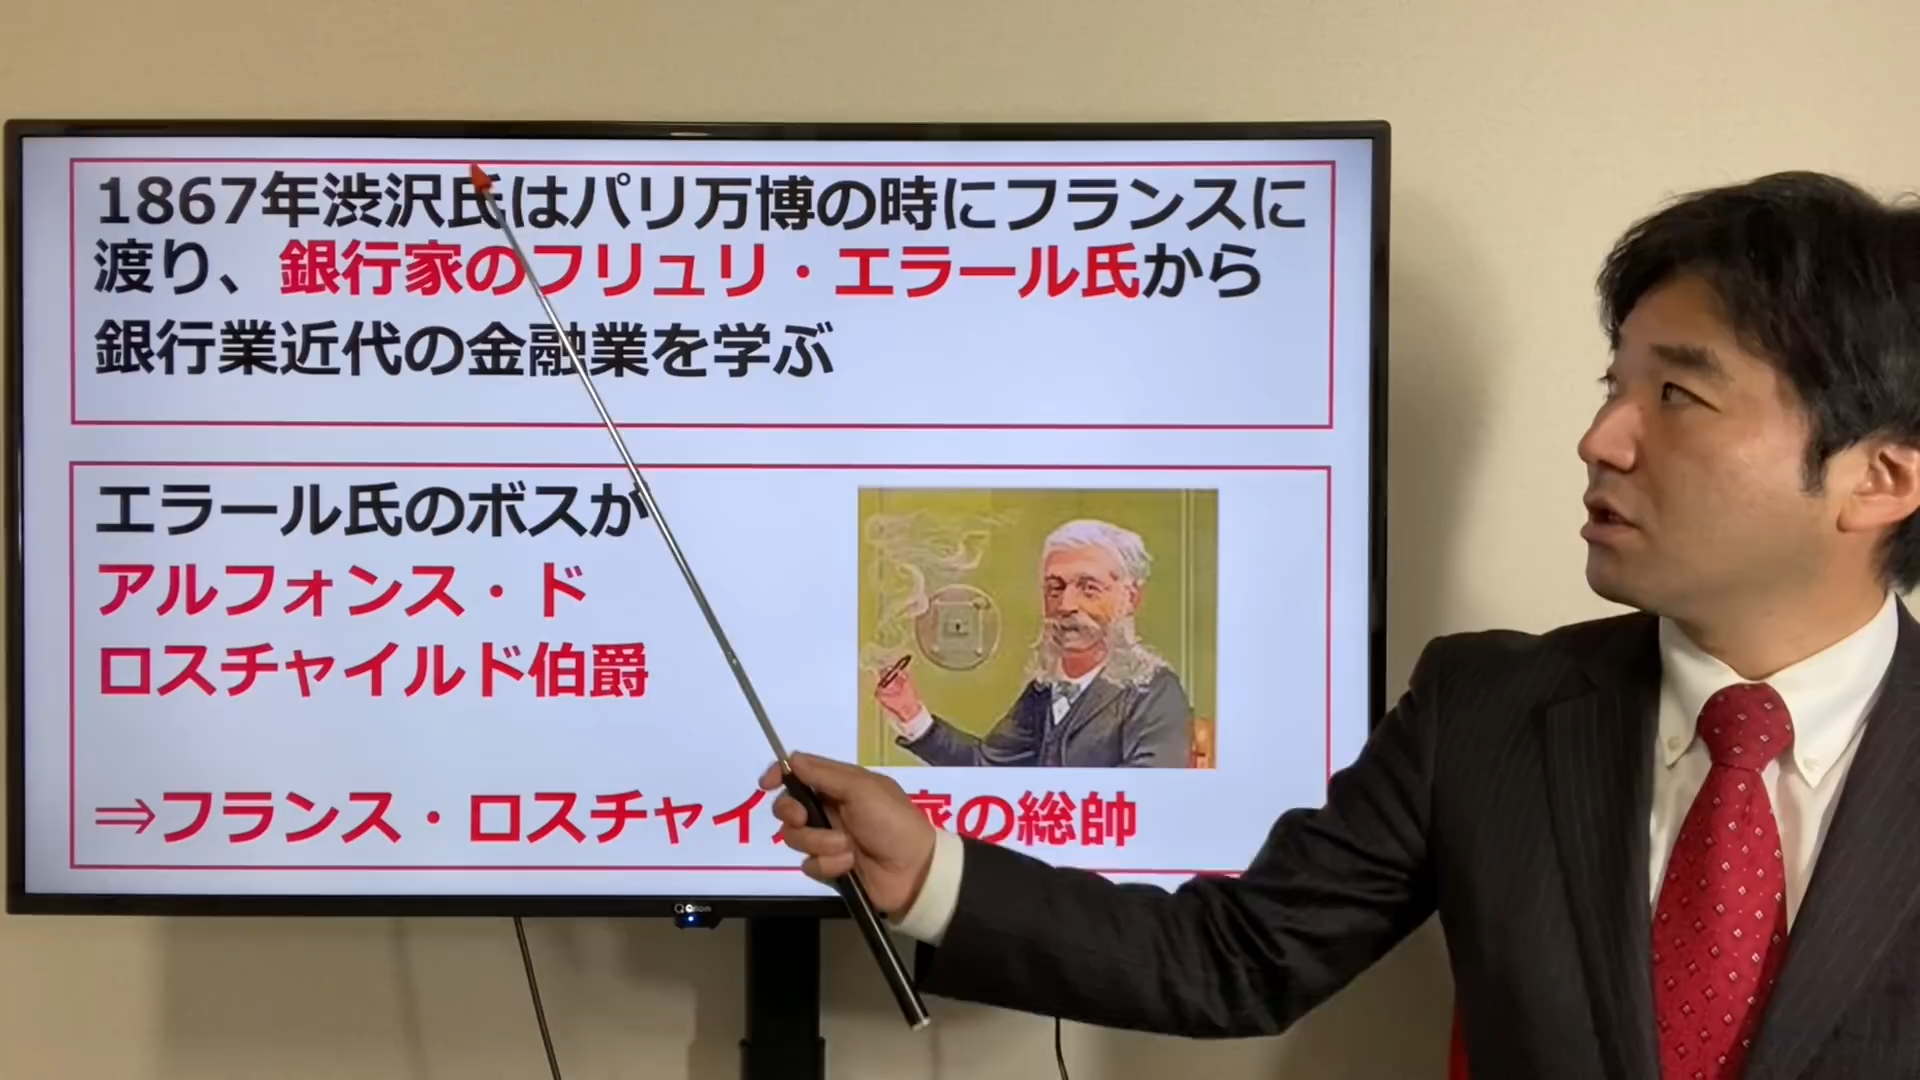 1867年渋沢氏はパリ万博の時にフランスに
渡り、銀行家のフリュリ・エラール氏から
銀行業近代の金融業を学ぶ
エラール氏のボスが
アルフォンス・ド
ロスチャイルド伯爵
⇒フランス・ロスチャイ 家の総帥